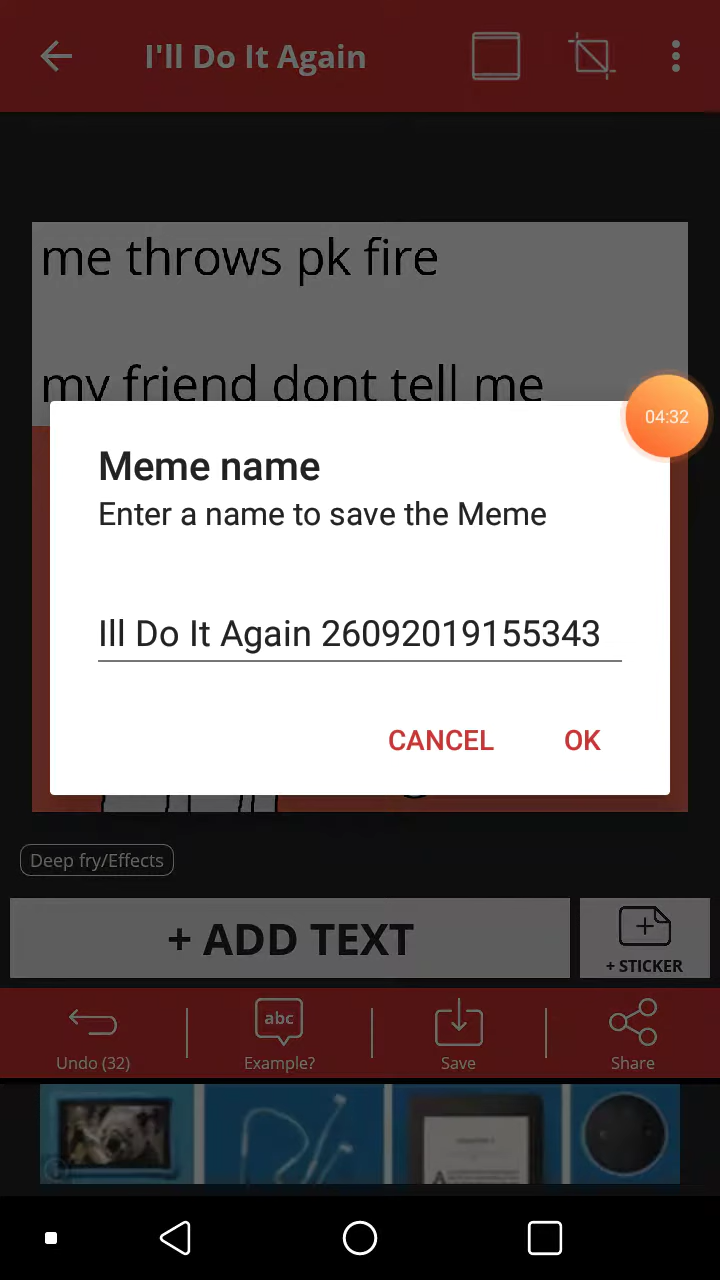 I'll Do It Again
me throws pk fire
my friend dont tell me
04:32
Meme name
Enter a name to save the Meme
Ill Do It Again 26092019155343
CANCEL
OK
Deep fry/Effects
+ ADD TEXT
+ STICKER
abc
Undo (32)
Example?
Save
Share